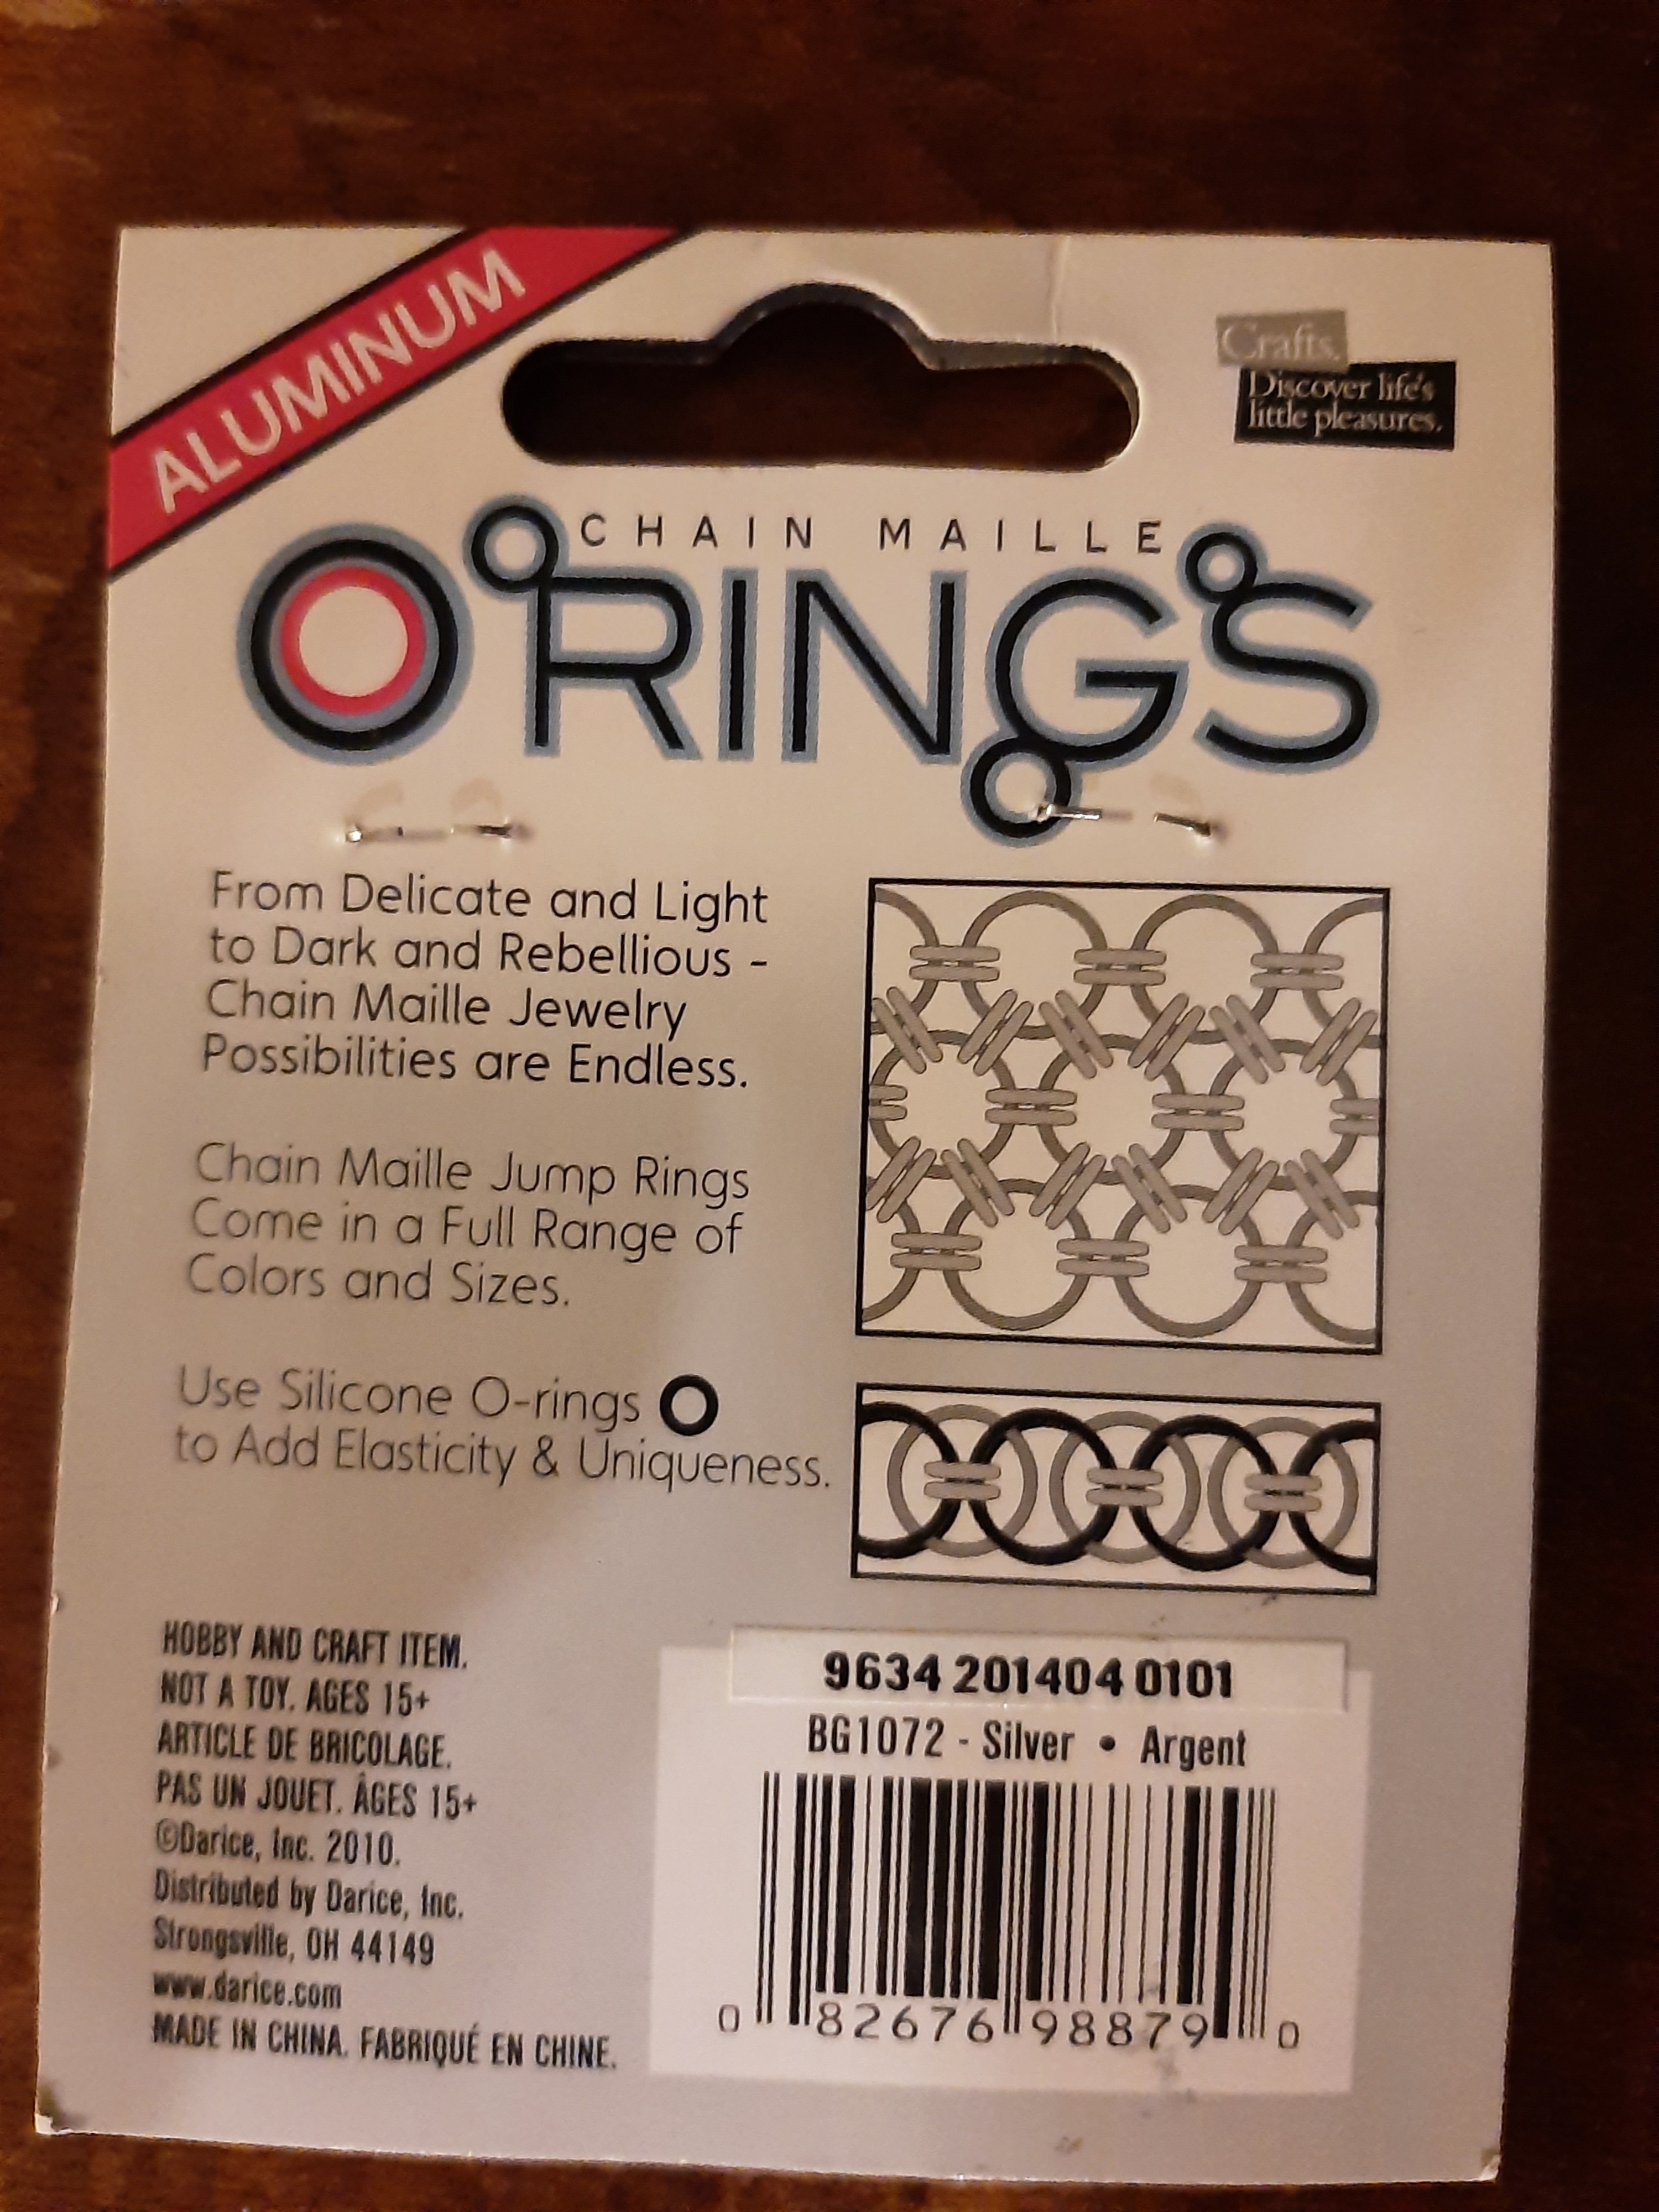 ALUMINUM
Crafts.
Discover life's
little pleasures.
CHAIN MAILLE
O'RINGS
From Delicate and Light
to Dark and Rebellious -
Chain Maille Jewelry
Possibilities are Endless.
Chain Maille Jump Rings
Come in a Full Range of
Colors and Sizes.
Use Silicone O-rings
to Add Elasticity & Uniqueness.
HOBBY AND CRAFT ITEM.
NOT A TOY. AGES 15+
ARTICLE DE BRICOLAGE.
PAS UN JOUET. ÂGES 15+
©Darice, Inc. 2010.
Distributed by Darice, Inc.
Strongsville, OH 44149
www.darice.com
MADE IN CHINA. FABRIQUÉ EN CHINE.
9634 201404 0101
BG1072 - Silver • Argent
0 82676 98879 0